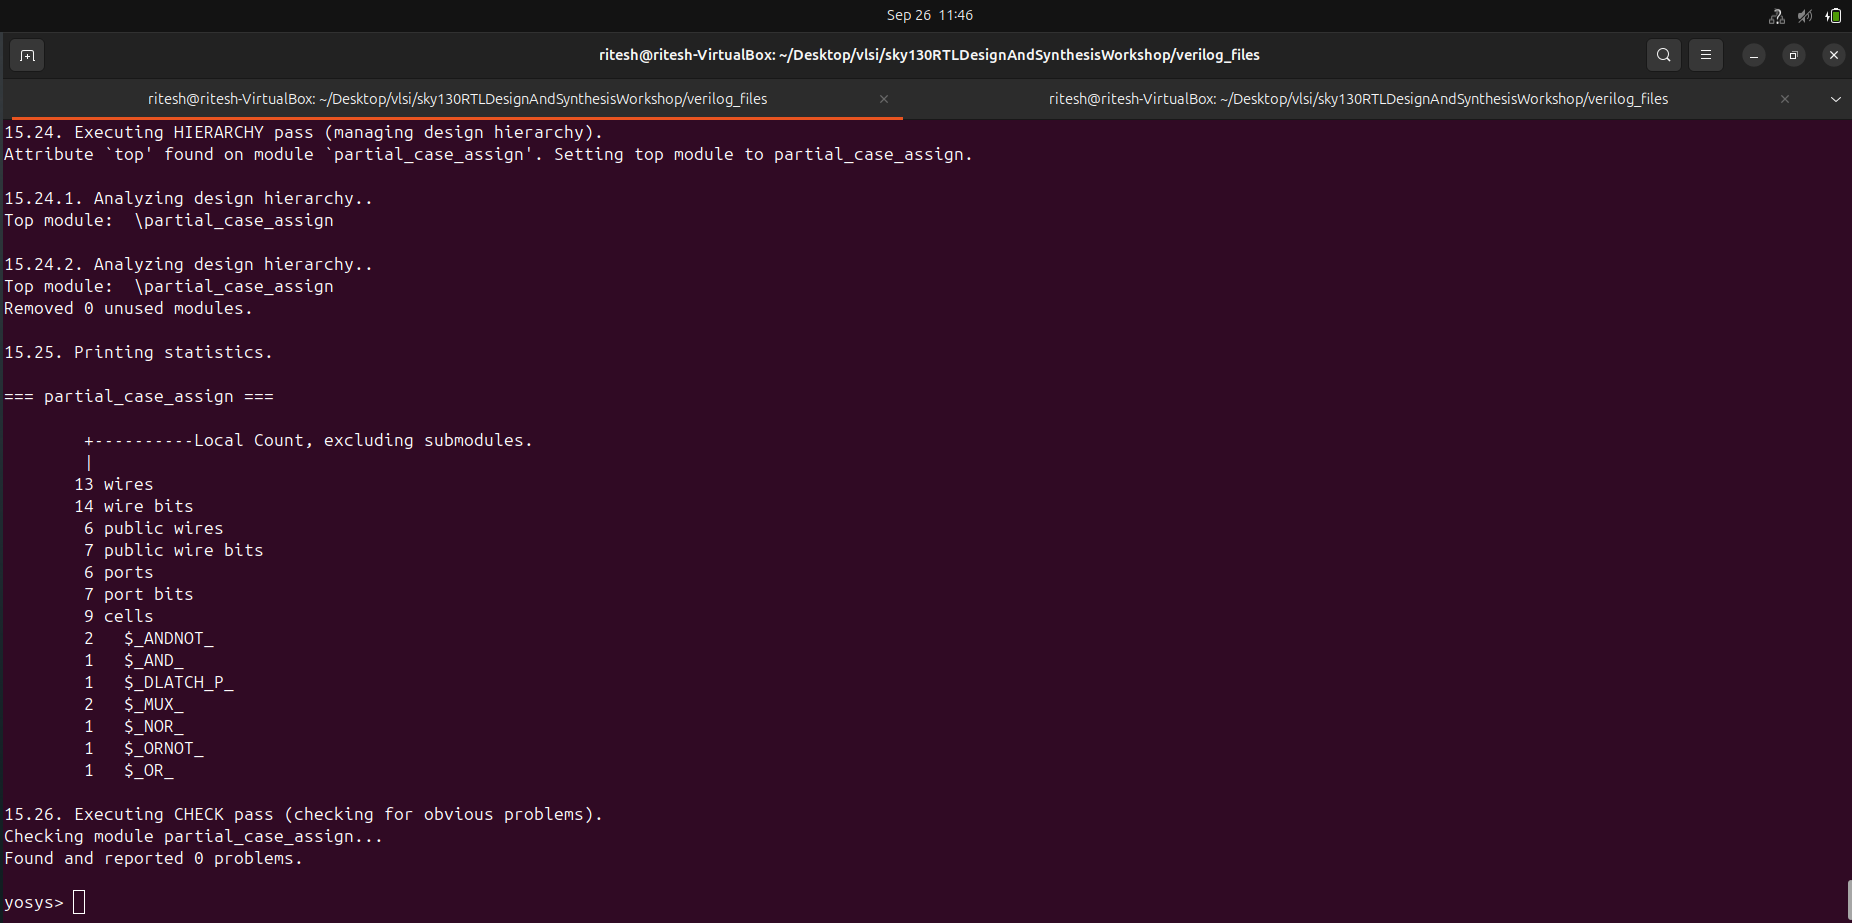 Sep 26 11:46
ritesh@ritesh-VirtualBox: ~/Desktop/vlsi/sky130RTLDesignAndSynthesisWorkshop/verilog_files
ritesh@ritesh-VirtualBox: ~/Desktop/vlsi/sky130RTLDesignAndSynthesisWorkshop/verilog_files
ritesh@ritesh-VirtualBox: ~/Desktop/vlsi/sky130RTLDesignAndSynthesisWorkshop/verilog_files
15.24. Executing HIERARCHY pass (managing design hierarchy).
Attribute `top' found on module `partial_case_assign'. Setting top module to partial_case_assign.
15.24.1. Analyzing design hierarchy..
Top module:  \partial_case_assign
15.24.2. Analyzing design hierarchy..
Top module:  \partial_case_assign
Removed 0 unused modules.
15.25. Printing statistics.
=== partial_case_assign ===
        +----------Local Count, excluding submodules.
        |
       13 wires
       14 wire bits
        6 public wires
        7 public wire bits
        6 ports
        7 port bits
        9 cells
        2   $_ANDNOT_
        1   $_AND_
        1   $_DLATCH_P_
        2   $_MUX_
        1   $_NOR_
        1   $_ORNOT_
        1   $_OR_
15.26. Executing CHECK pass (checking for obvious problems).
Checking module partial_case_assign...
Found and reported 0 problems.
yosys>